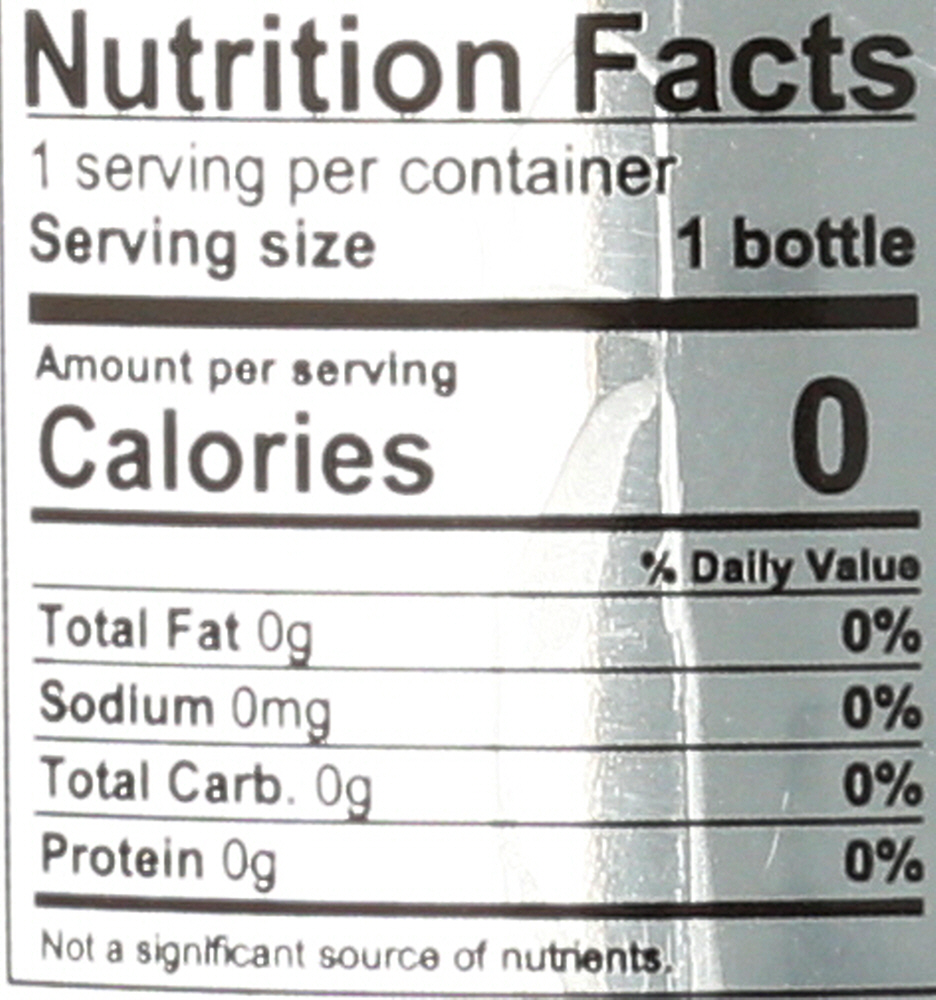 Nutrition Facts
1 serving per container
Serving size 1 bottle
Amount per serving
Calories 0
% Daily Value
Total Fat 0g 0%
Sodium 0mg 0%
Total Carb. 0g 0%
Protein 0g 0%
Not a significant source of nutrients.